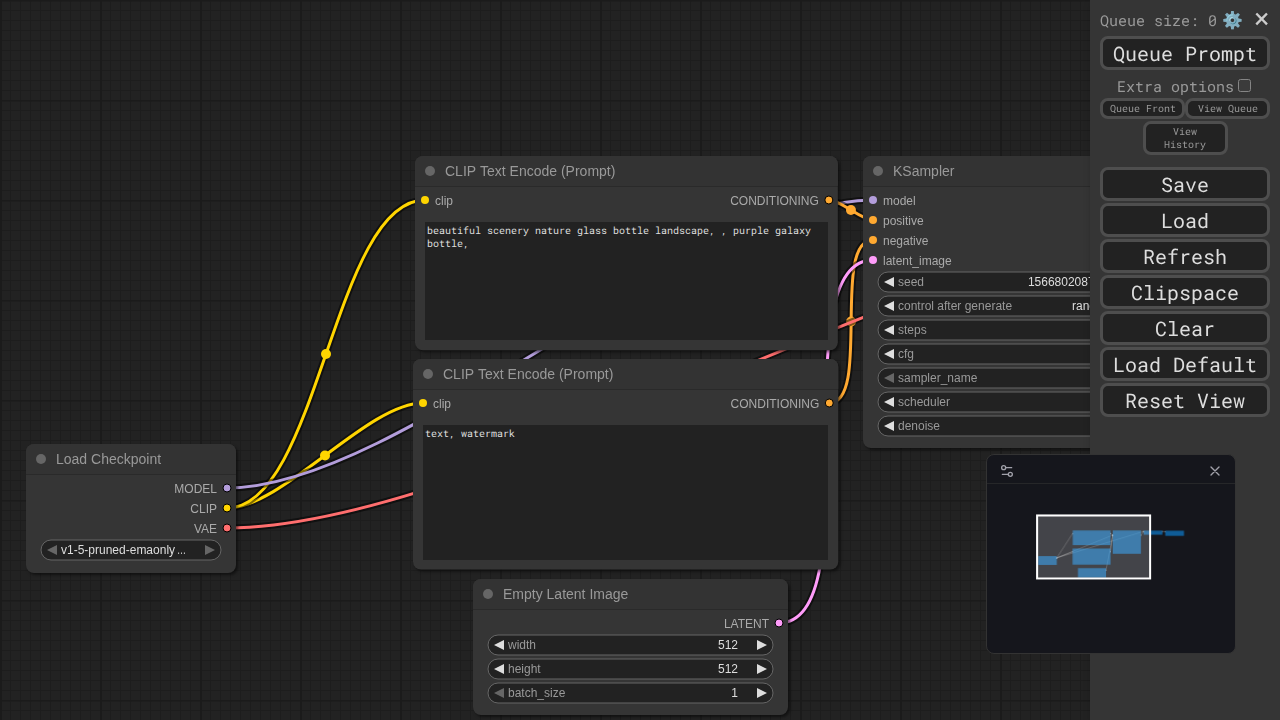 Queue size: 0
Queue Prompt
Extra options
Queue Front
View Queue
View
History
Save
Load
Refresh
Clipspace
Clear
Load Default
Reset View
CLIP Text Encode (Prompt)
clip
CONDITIONING
beautiful scenery nature glass bottle landscape, , purple galaxy
bottle,
KSampler
model
positive
negative
latent_image
seed
156680208
control after generate
ran
steps
cfg
sampler_name
scheduler
denoise
CLIP Text Encode (Prompt)
clip
CONDITIONING
text, watermark
Load Checkpoint
MODEL
CLIP
VAE
v1-5-pruned-emaonly...
Empty Latent Image
LATENT
width 512
height 512
batch_size 1